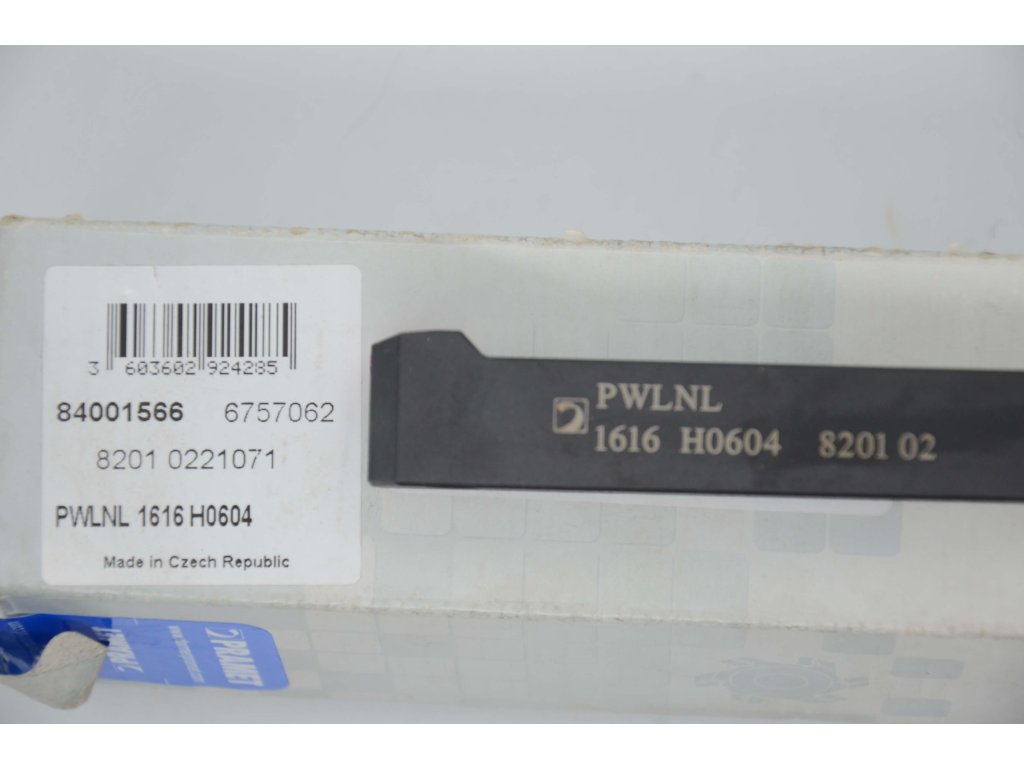 3 603602 924285
84001566 6757062
8201 0221071
PWLNL 1616 H0604
Made in Czech Republic
PWLNL
1616 H0604 8201 02
PRAMET